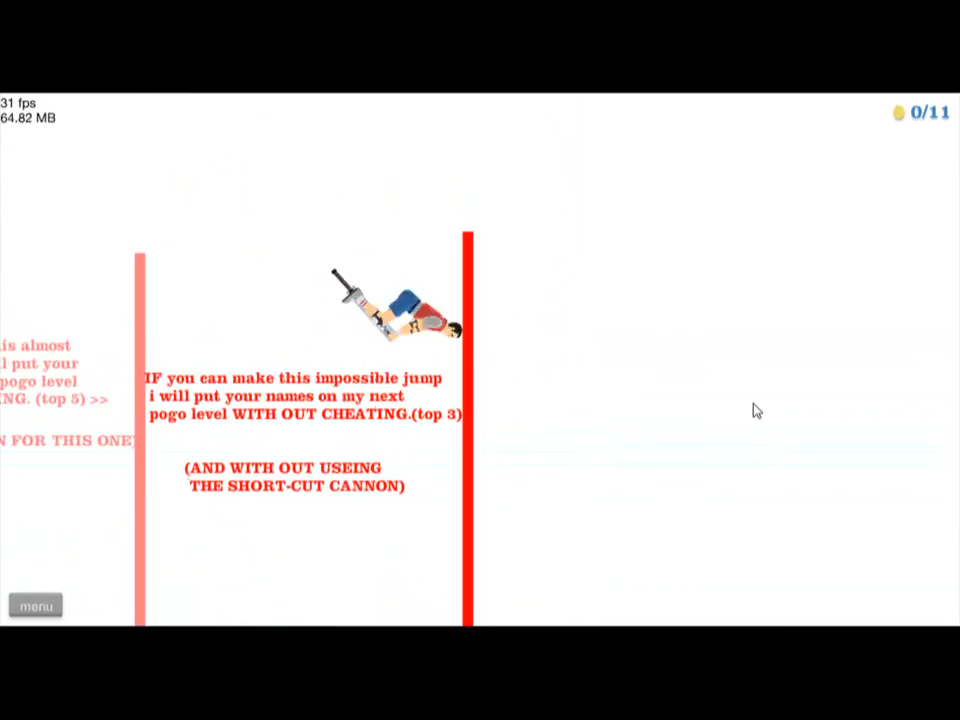 31 fps
64.82 MB
0/11
is almost
ll put your
pogo level
NG. (top 5) >>
N FOR THIS ONE)
IF you can make this impossible jump
i will put your names on my next
pogo level WITH OUT CHEATING.(top 3)
(AND WITH OUT USEING
THE SHORT-CUT CANNON)
menu